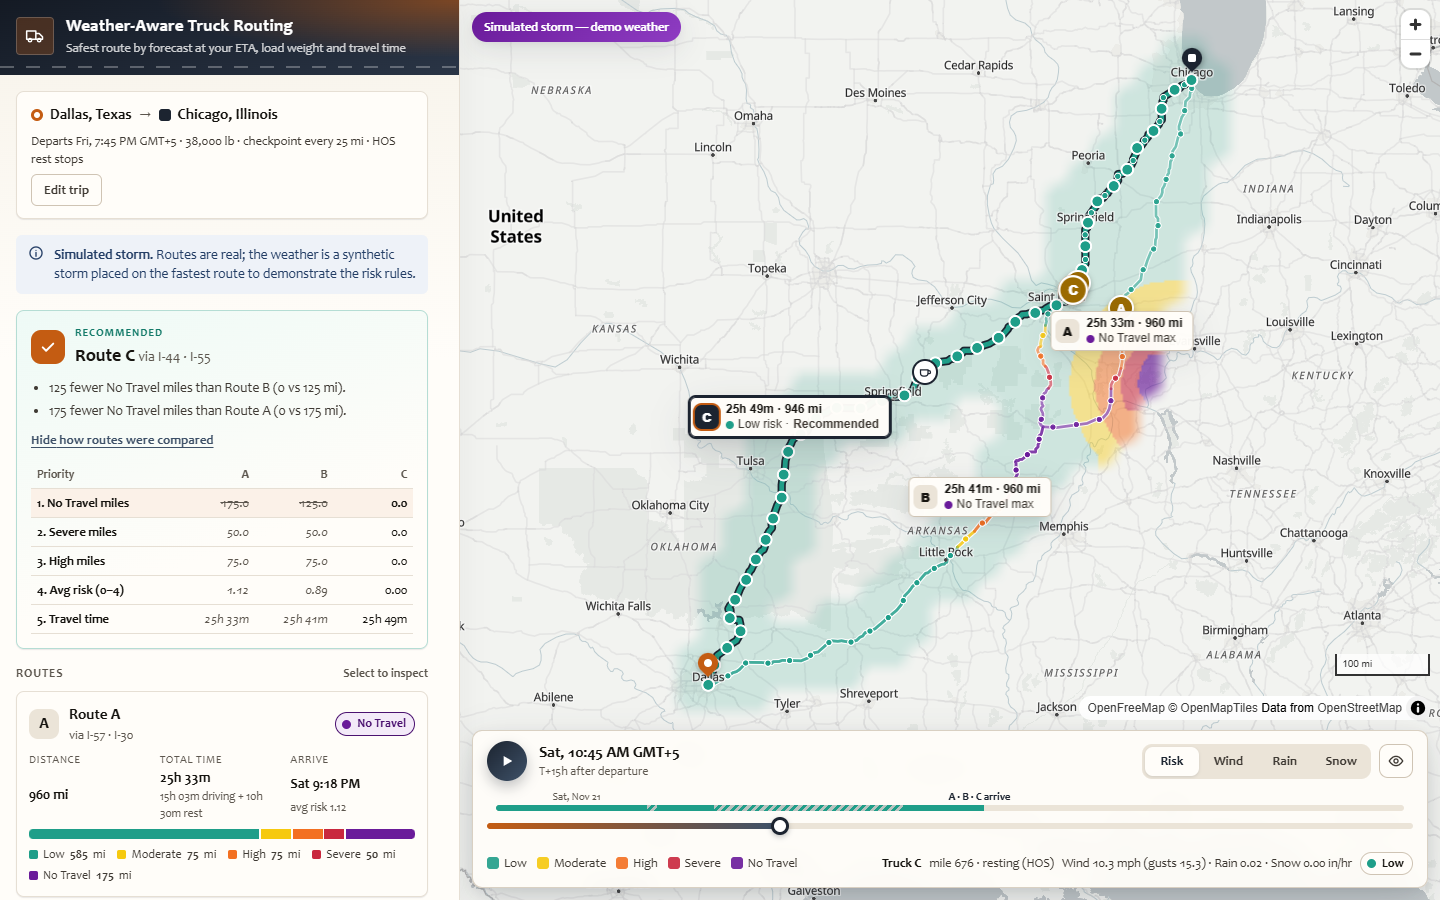 Weather-Aware Truck Routing
Safest route by forecast at your ETA, load weight and travel time
Dallas, Texas → Chicago, Illinois
Departs Fri, 7:45 PM GMT+5 · 38,000 lb · checkpoint every 25 mi · HOS
rest stops
Edit trip
Simulated storm. Routes are real; the weather is a synthetic
storm placed on the fastest route to demonstrate the risk rules.
RECOMMENDED
Route C via I-44 · I-55
• 125 fewer No Travel miles than Route B (0 vs 125 mi).
• 175 fewer No Travel miles than Route A (0 vs 175 mi).
Hide how routes were compared
Priority A B C
1. No Travel miles 175.0 125.0 0.0
2. Severe miles 50.0 50.0 0.0
3. High miles 75.0 75.0 0.0
4. Avg risk (0–4) 1.12 0.89 0.00
5. Travel time 25h 33m 25h 41m 25h 49m
ROUTES Select to inspect
A Route A
via I-57 · I-30
No Travel
DISTANCE TOTAL TIME ARRIVE
960 mi
25h 33m
15h 03m driving + 10h
30m rest
Sat 9:18 PM
avg risk 1.12
Low 585 mi Moderate 75 mi High 75 mi Severe 50 mi
No Travel 175 mi
Simulated storm — demo weather
+
−
Lansing
Toledo
Chicago
Cedar Rapids
Des Moines
NEBRASKA
Omaha
Lincoln
Peoria
INDIANA
Springfield
Indianapolis
Dayton
United
States
Topeka
Cincinnati
Jefferson City
Saint
C
A
KANSAS
Wichita
A 25h 33m · 960 mi
No Travel max
Louisville
Lexington
KENTUCKY
Springfield
C 25h 49m · 946 mi
Low risk · Recommended
Tulsa
Nashville
Knoxville
Oklahoma City
B 25h 41m · 960 mi
No Travel max
TENNESSEE
ARKANSAS
Memphis
Chattanooga
OKLAHOMA
Little Rock
Huntsville
Wichita Falls
Atlanta
Birmingham
ALABAMA
Dallas
MISSISSIPPI
100 mi
Abilene
Tyler
Shreveport
Jackson
OpenFreeMap © OpenMapTiles Data from OpenStreetMap
Sat, 10:45 AM GMT+5
T+15h after departure
Risk Wind Rain Snow
Sat, Nov 21
A · B · C arrive
Low Moderate High Severe No Travel
Truck C mile 676 · resting (HOS) Wind 10.3 mph (gusts 15.3) · Rain 0.02 · Snow 0.00 in/hr Low
Galveston